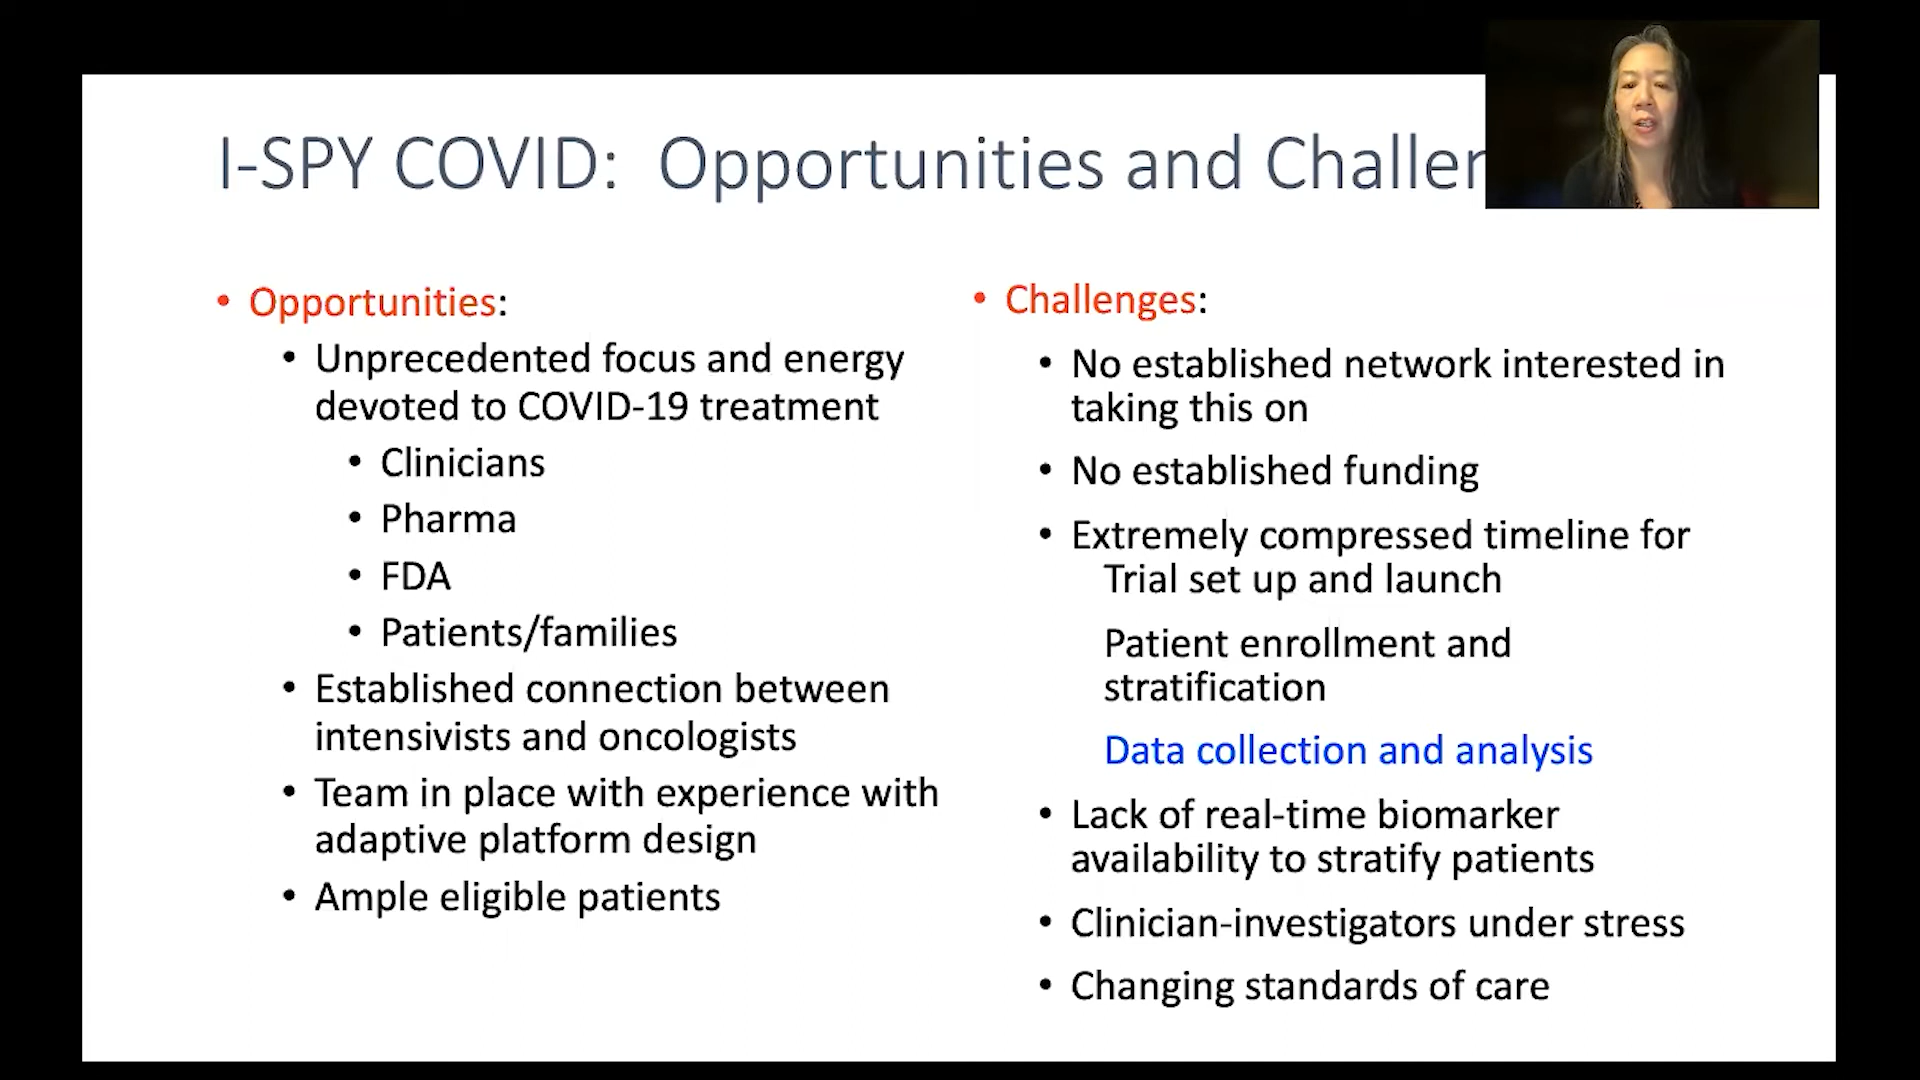 I-SPY COVID: Opportunities and Challen
• Opportunities:
• Unprecedented focus and energy
devoted to COVID-19 treatment
• Clinicians
• Pharma
• FDA
• Patients/families
• Established connection between
intensivists and oncologists
• Team in place with experience with
adaptive platform design
• Ample eligible patients
• Challenges:
• No established network interested in
taking this on
• No established funding
• Extremely compressed timeline for
Trial set up and launch
Patient enrollment and
stratification
Data collection and analysis
• Lack of real-time biomarker
availability to stratify patients
• Clinician-investigators under stress
• Changing standards of care